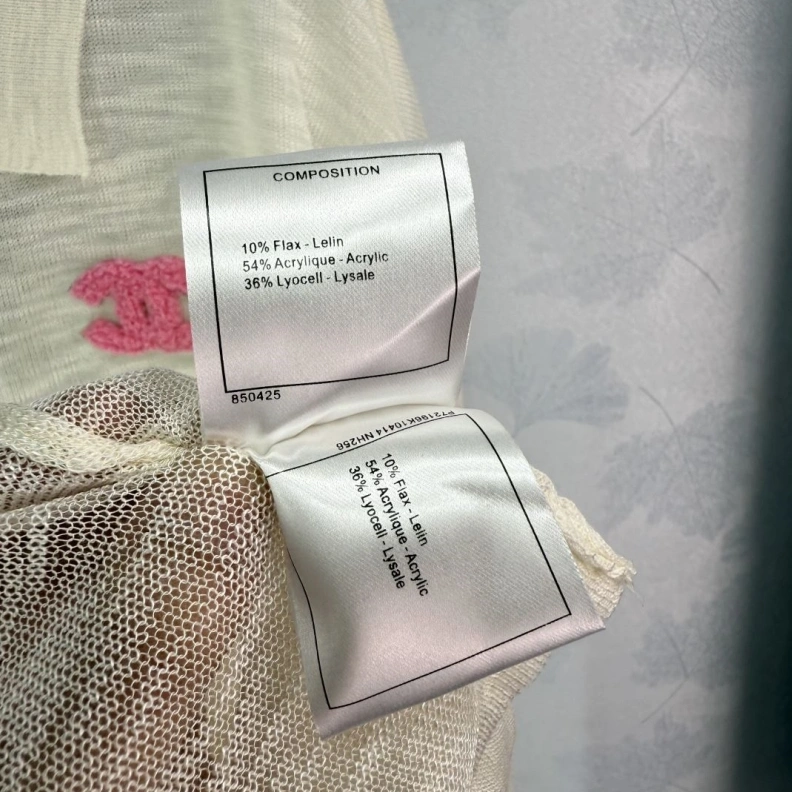 COMPOSITION
10% Flax - Lelin
54% Acrylique - Acrylic
36% Lyocell - Lysale
850425
P72196K10414 NH256
10% Flax - Lelin
54% Acrylique - Acrylic
36% Lyocell - Lysale